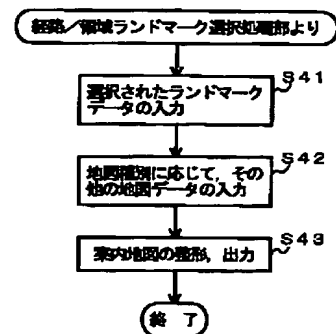 経路/領域ランドマーク選択処理部より
S41
選択されたランドマーク
データの入力
S42
地図種別に応じて,その
他の地図データの入力
S43
案内地図の整形,出力
終 了